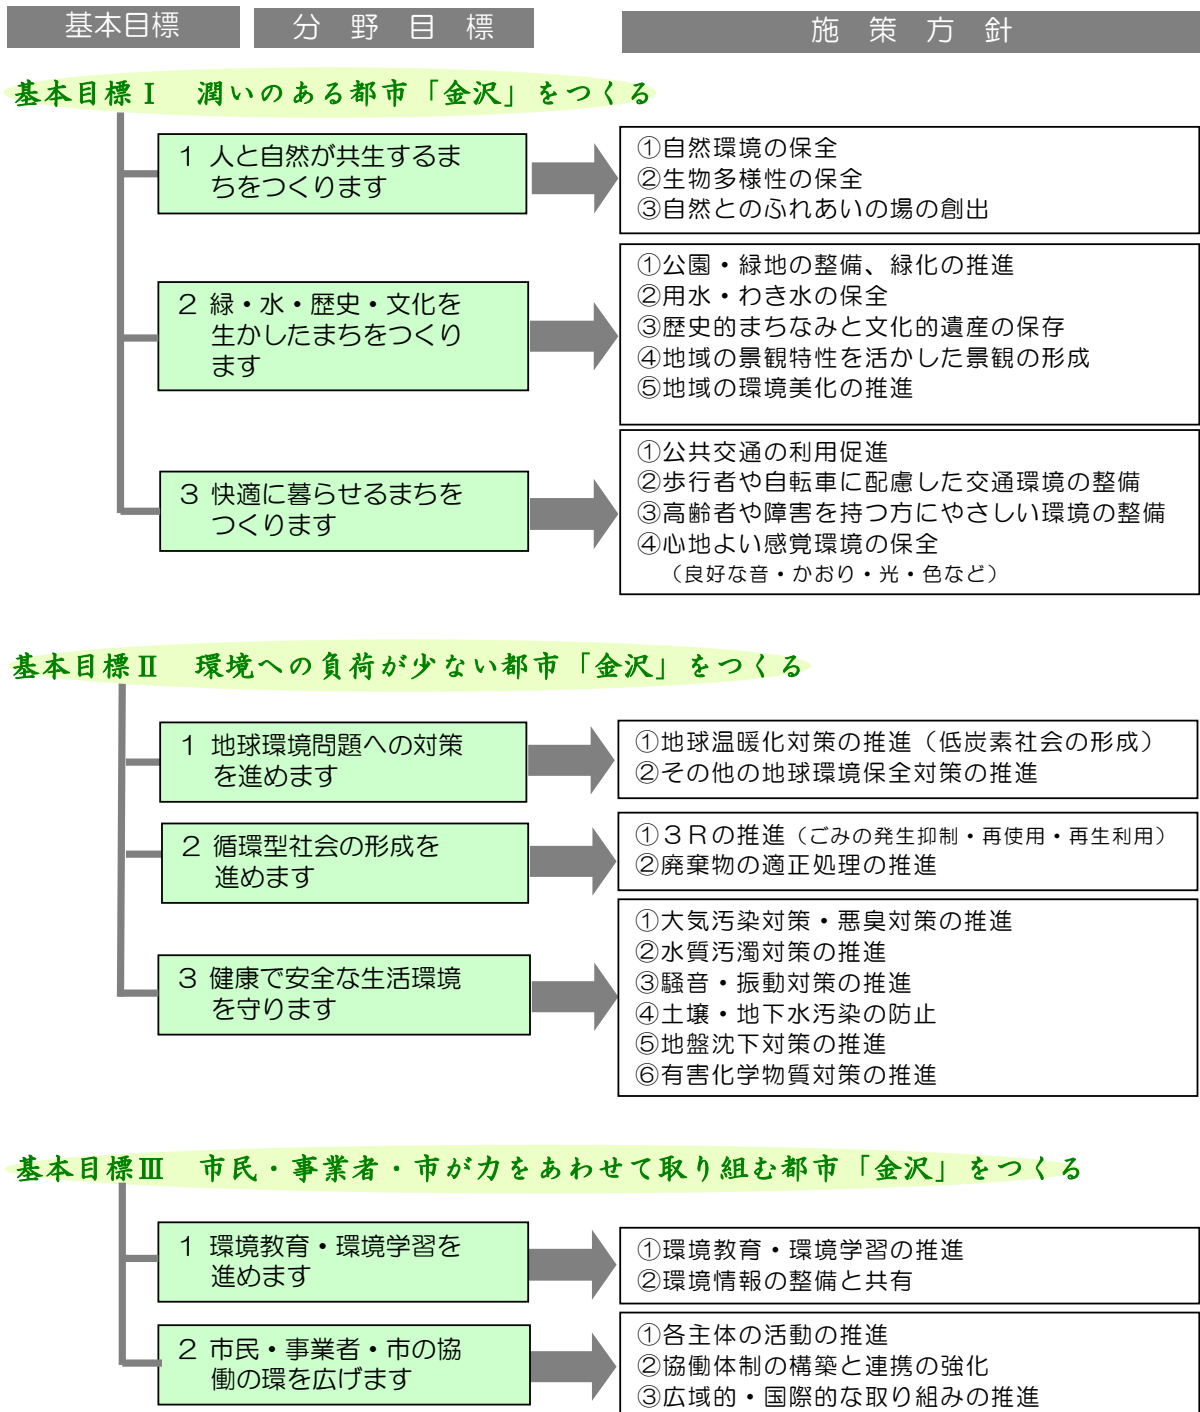 基本目標
分　野　目　標
施　策　方　針
基本目標Ⅰ　潤いのある都市「金沢」をつくる
１ 人と自然が共生するま
ちをつくります
①自然環境の保全
②生物多様性の保全
③自然とのふれあいの場の創出
２ 緑・水・歴史・文化を
生かしたまちをつくり
ます
①公園・緑地の整備、緑化の推進
②用水・わき水の保全
③歴史的まちなみと文化的遺産の保存
④地域の景観特性を活かした景観の形成
⑤地域の環境美化の推進
３ 快適に暮らせるまちを
つくります
①公共交通の利用促進
②歩行者や自転車に配慮した交通環境の整備
③高齢者や障害を持つ方にやさしい環境の整備
④心地よい感覚環境の保全
（良好な音・かおり・光・色など）
基本目標Ⅱ　環境への負荷が少ない都市「金沢」をつくる
１ 地球環境問題への対策
を進めます
①地球温暖化対策の推進（低炭素社会の形成）
②その他の地球環境保全対策の推進
２ 循環型社会の形成を
進めます
①３Ｒの推進（ごみの発生抑制・再使用・再生利用）
②廃棄物の適正処理の推進
３ 健康で安全な生活環境
を守ります
①大気汚染対策・悪臭対策の推進
②水質汚濁対策の推進
③騒音・振動対策の推進
④土壌・地下水汚染の防止
⑤地盤沈下対策の推進
⑥有害化学物質対策の推進
基本目標Ⅲ　市民・事業者・市が力をあわせて取り組む都市「金沢」をつくる
１ 環境教育・環境学習を
進めます
①環境教育・環境学習の推進
②環境情報の整備と共有
２ 市民・事業者・市の協
働の環を広げます
①各主体の活動の推進
②協働体制の構築と連携の強化
③広域的・国際的な取り組みの推進